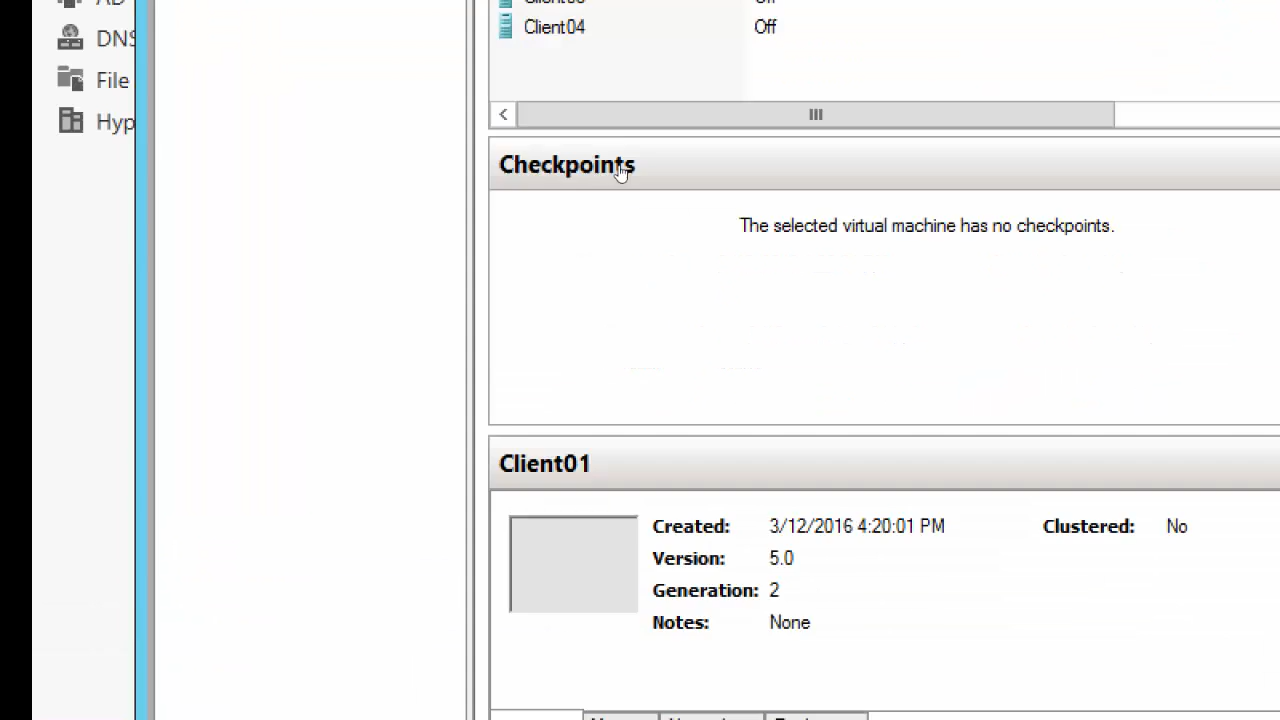 AD
DNS
File
Hyp
Client04 Off
Checkpoints
The selected virtual machine has no checkpoints.
Client01
Created: 3/12/2016 4:20:01 PM Clustered: No
Version: 5.0
Generation: 2
Notes: None